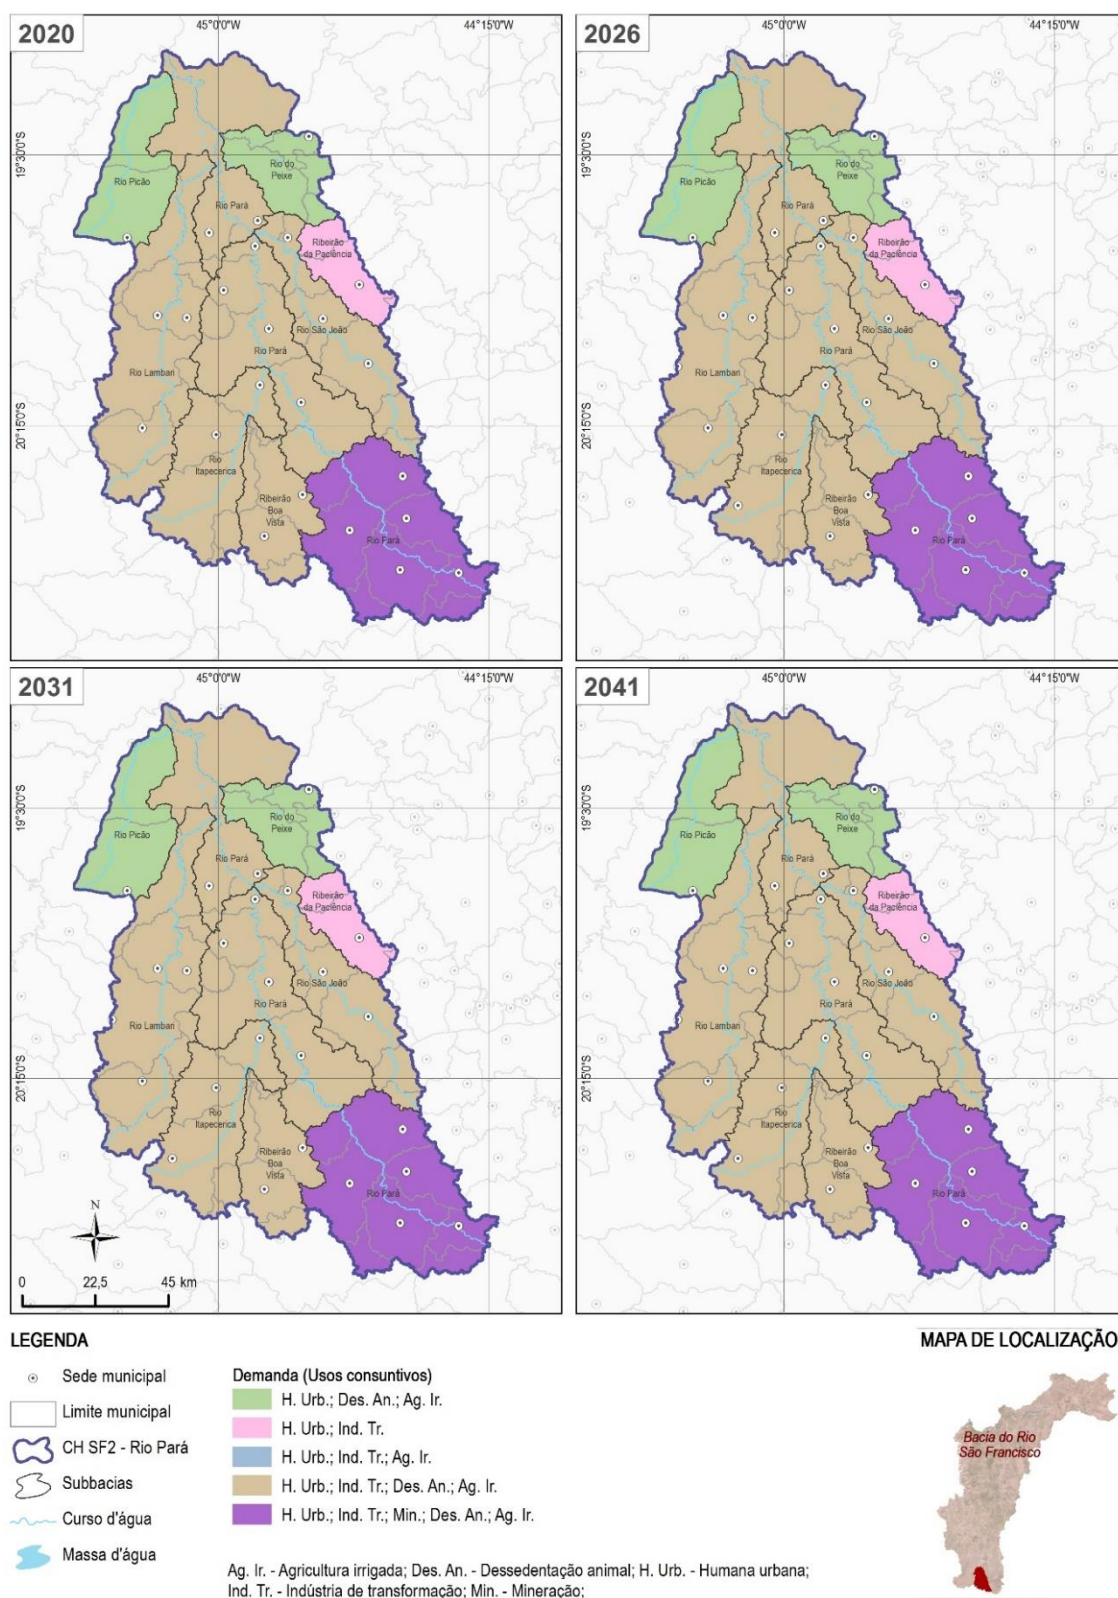 2020
45°0'0"W
44°15'0"W
19°30'0"S
20°15'0"S
Rio Picão
Rio do
Peixe
Rio Pará
Ribeirão
da Paciência
Rio São João
Rio Pará
Rio Lambari
Rio
Itapecerica
Ribeirão
Boa
Vista
Rio Pará
2026
45°0'0"W
44°15'0"W
19°30'0"S
20°15'0"S
Rio Picão
Rio do
Peixe
Rio Pará
Ribeirão
da Paciência
Rio São João
Rio Pará
Rio Lambari
Rio
Itapecerica
Ribeirão
Boa
Vista
Rio Pará
2031
45°0'0"W
44°15'0"W
19°30'0"S
20°15'0"S
Rio Picão
Rio do
Peixe
Rio Pará
Ribeirão
da Paciência
Rio São João
Rio Pará
Rio Lambari
Rio
Itapecerica
Ribeirão
Boa
Vista
Rio Pará
N
0 22,5 45 km
2041
45°0'0"W
44°15'0"W
19°30'0"S
20°15'0"S
Rio Picão
Rio do
Peixe
Rio Pará
Ribeirão
da Paciência
Rio São João
Rio Pará
Rio Lambari
Rio
Itapecerica
Ribeirão
Boa
Vista
Rio Pará
LEGENDA
Sede municipal
Limite municipal
CH SF2 - Rio Pará
Subbacias
Curso d'água
Massa d'água
Demanda (Usos consuntivos)
H. Urb.; Des. An.; Ag. Ir.
H. Urb.; Ind. Tr.
H. Urb.; Ind. Tr.; Ag. Ir.
H. Urb.; Ind. Tr.; Des. An.; Ag. Ir.
H. Urb.; Ind. Tr.; Min.; Des. An.; Ag. Ir.
Ag. Ir. - Agricultura irrigada; Des. An. - Dessedentação animal; H. Urb. - Humana urbana;
Ind. Tr. - Indústria de transformação; Min. - Mineração;
MAPA DE LOCALIZAÇÃO
Bacia do Rio
São Francisco